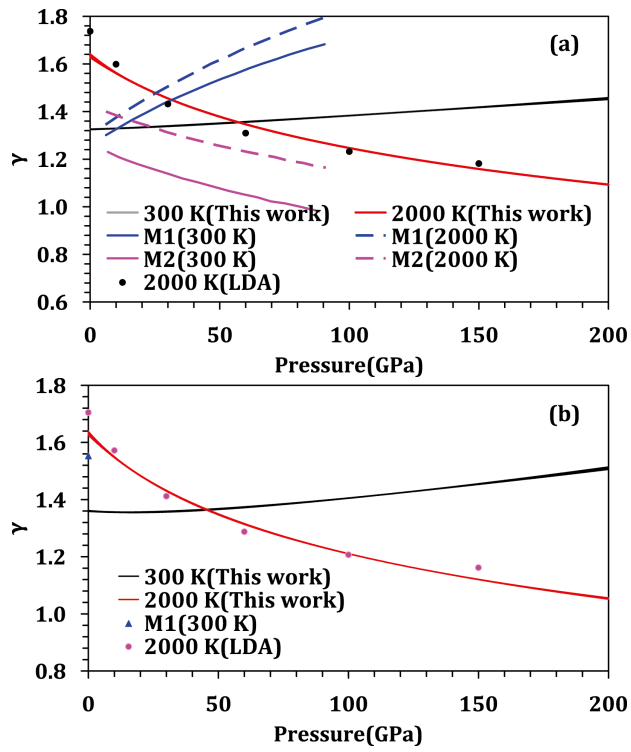 1.8
(a)
1.6
1.4
γ
1.2
1.0
300 K(This work) 2000 K(This work)
M1(300 K) M1(2000 K)
0.8
M2(300 K) M2(2000 K)
2000 K(LDA)
0.6
0 50 100 150 200
Pressure(GPa)
1.8
(b)
1.6
1.4
γ
1.2
300 K(This work)
1.0
2000 K(This work)
M1(300 K)
2000 K(LDA)
0.8
0 50 100 150 200
Pressure(GPa)